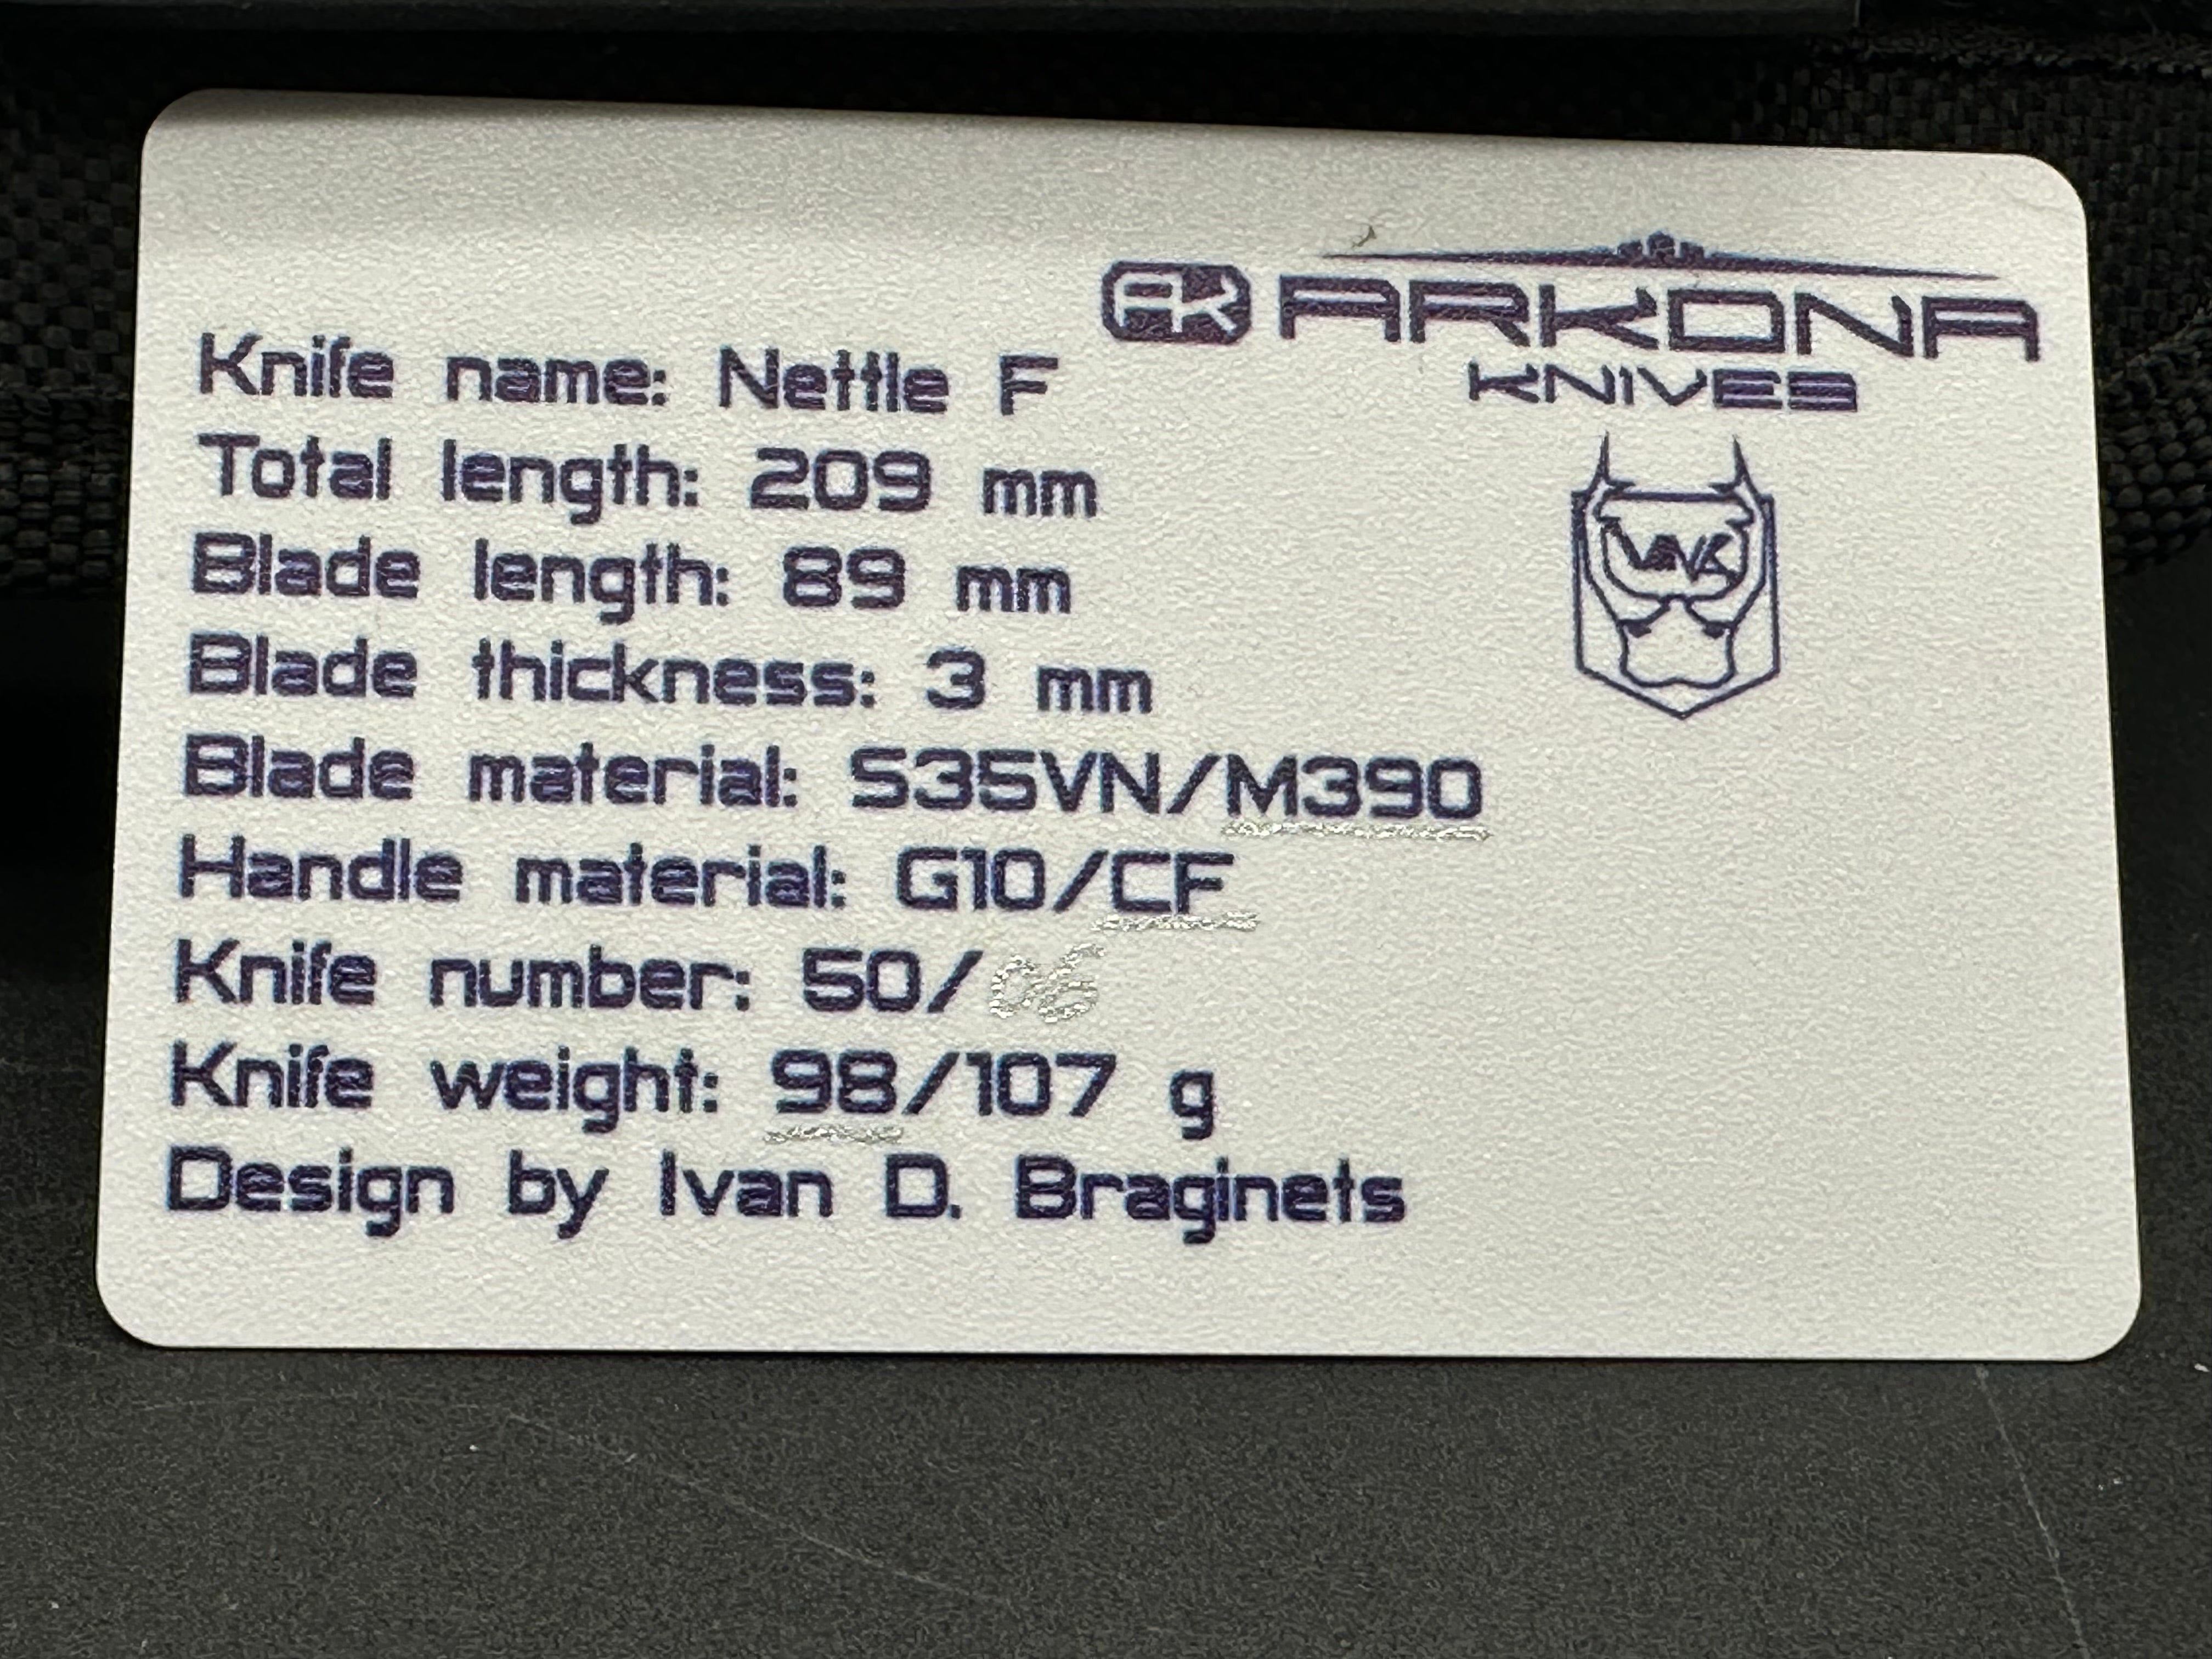 AK ARKONA
KNIVES
Knife name: Nettle F
Total length: 209 mm
Blade length: 89 mm
Blade thickness: 3 mm
Blade material: S35VN/M390
Handle material: G10/CF
Knife number: 50/06
Knife weight: 98/107 g
Design by Ivan D. Braginets